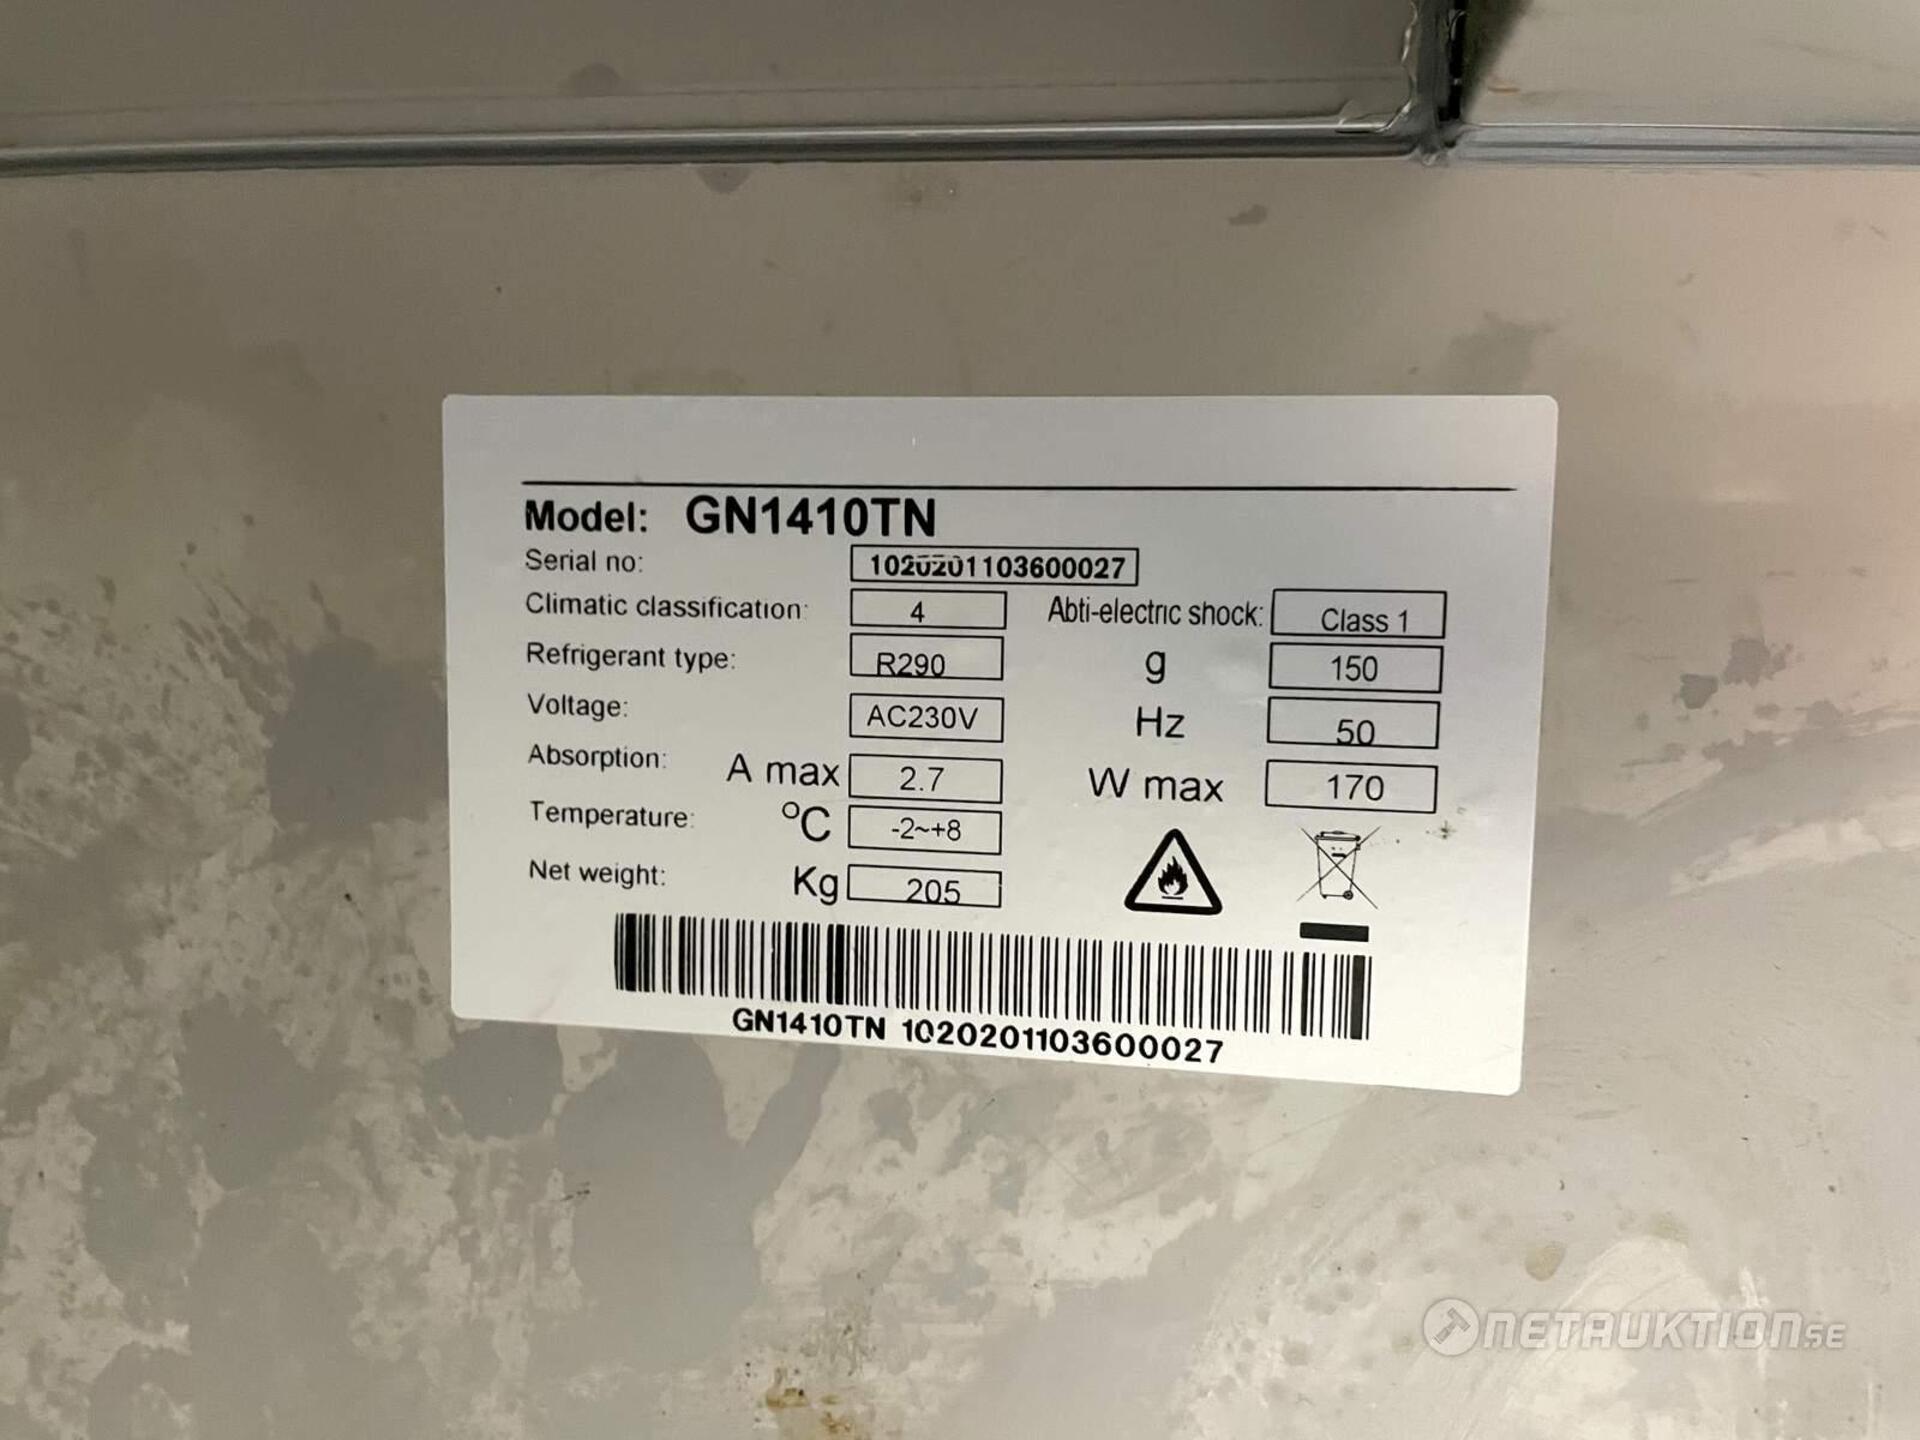 Model: GN1410TN
Serial no: 1020201103600027
Climatic classification: 4 Abti-electric shock: Class 1
Refrigerant type: R290 g 150
Voltage: AC230V Hz 50
Absorption: A max 2.7 W max 170
Temperature: °C -2~+8
Net weight: Kg 205
GN1410TN 1020201103600027
NETAUKTION.SE